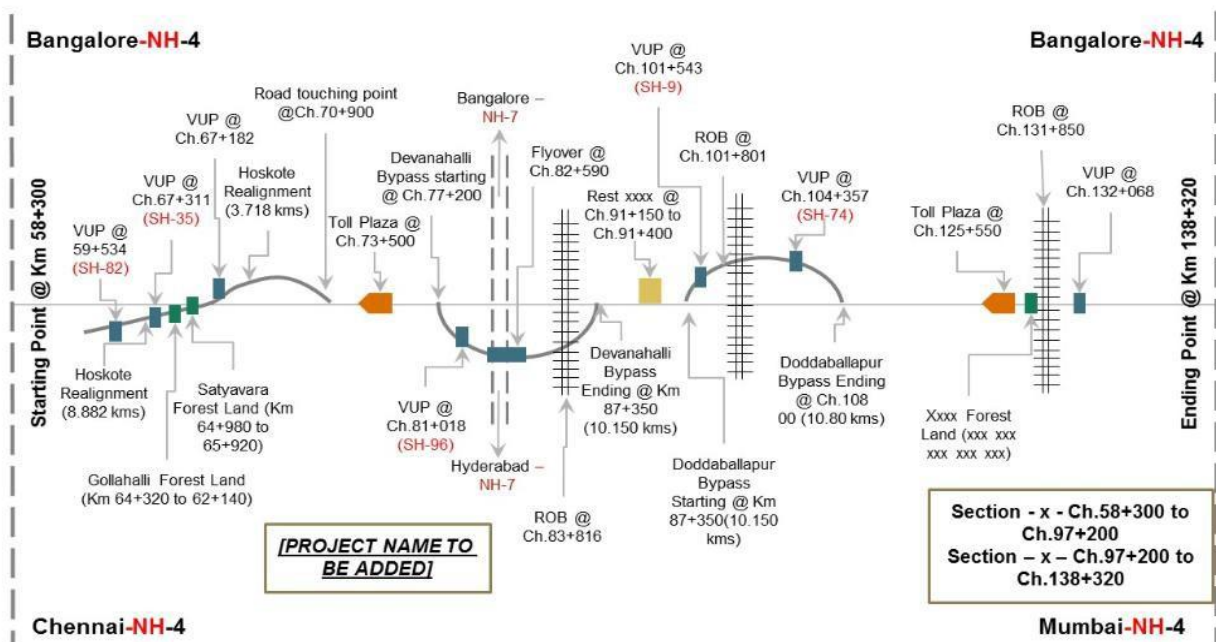 Bangalore-NH-4
Bangalore-NH-4
Starting Point @ Km 58+300
Ending Point @ Km 138+320
VUP @
59+534
(SH-82)
VUP @
Ch.67+311
(SH-35)
VUP @
Ch.67+182
Hoskote
Realignment
(3.718 kms)
Road touching point
@Ch.70+900
Toll Plaza @
Ch.73+500
Devanahalli
Bypass starting
@ Ch.77+200
Bangalore –
NH-7
Flyover @
Ch.82+590
Rest xxxx @
Ch.91+150 to
Ch.91+400
VUP @
Ch.101+543
(SH-9)
ROB @
Ch.101+801
VUP @
Ch.104+357
(SH-74)
Toll Plaza @
Ch.125+550
ROB @
Ch.131+850
VUP @
Ch.132+068
Hoskote
Realignment
(8.882 kms)
Gollahalli Forest Land
(Km 64+320 to 62+140)
Satyavara
Forest Land (Km
64+980 to
65+920)
VUP @
Ch.81+018
(SH-96)
Hyderabad –
NH-7
ROB @
Ch.83+816
Devanahalli
Bypass
Ending @ Km
87+350
(10.150 kms)
Doddaballapur
Bypass
Starting @ Km
87+350(10.150
kms)
Doddaballapur
Bypass Ending
@ Ch.108
00 (10.80 kms)
Xxxx Forest
Land (xxx xxx
xxx xxx xxx)
[PROJECT NAME TO
BE ADDED]
Section - x - Ch.58+300 to
Ch.97+200
Section – x – Ch.97+200 to
Ch.138+320
Chennai-NH-4
Mumbai-NH-4